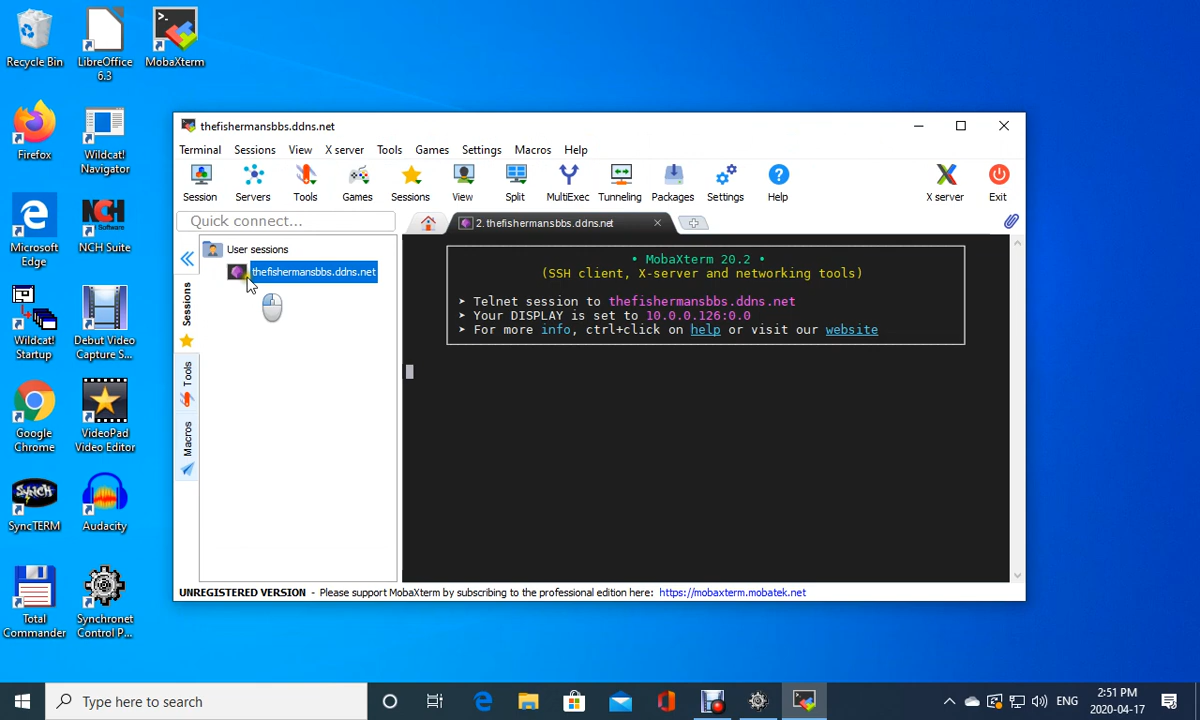 Recycle Bin
LibreOffice 6.3
MobaXterm
Firefox
Wildcat! Navigator
Microsoft Edge
NCH Suite
Wildcat! Startup
Debut Video Capture S...
Google Chrome
VideoPad Video Editor
SyncTERM
Audacity
Total Commander
Synchronet Control P...
thefishermansbbs.ddns.net
Terminal Sessions View X server Tools Games Settings Macros Help
Session Servers Tools Games Sessions View Split MultiExec Tunneling Packages Settings Help X server Exit
Quick connect...
2. thefishermansbbs.ddns.net
User sessions
thefishermansbbs.ddns.net
Sessions
Tools
Macros
• MobaXterm 20.2 •
(SSH client, X-server and networking tools)
➤ Telnet session to thefishermansbbs.ddns.net
➤ Your DISPLAY is set to 10.0.0.126:0.0
➤ For more info, ctrl+click on help or visit our website
UNREGISTERED VERSION - Please support MobaXterm by subscribing to the professional edition here: https://mobaxterm.mobatek.net
Type here to search
ENG
2:51 PM
2020-04-17